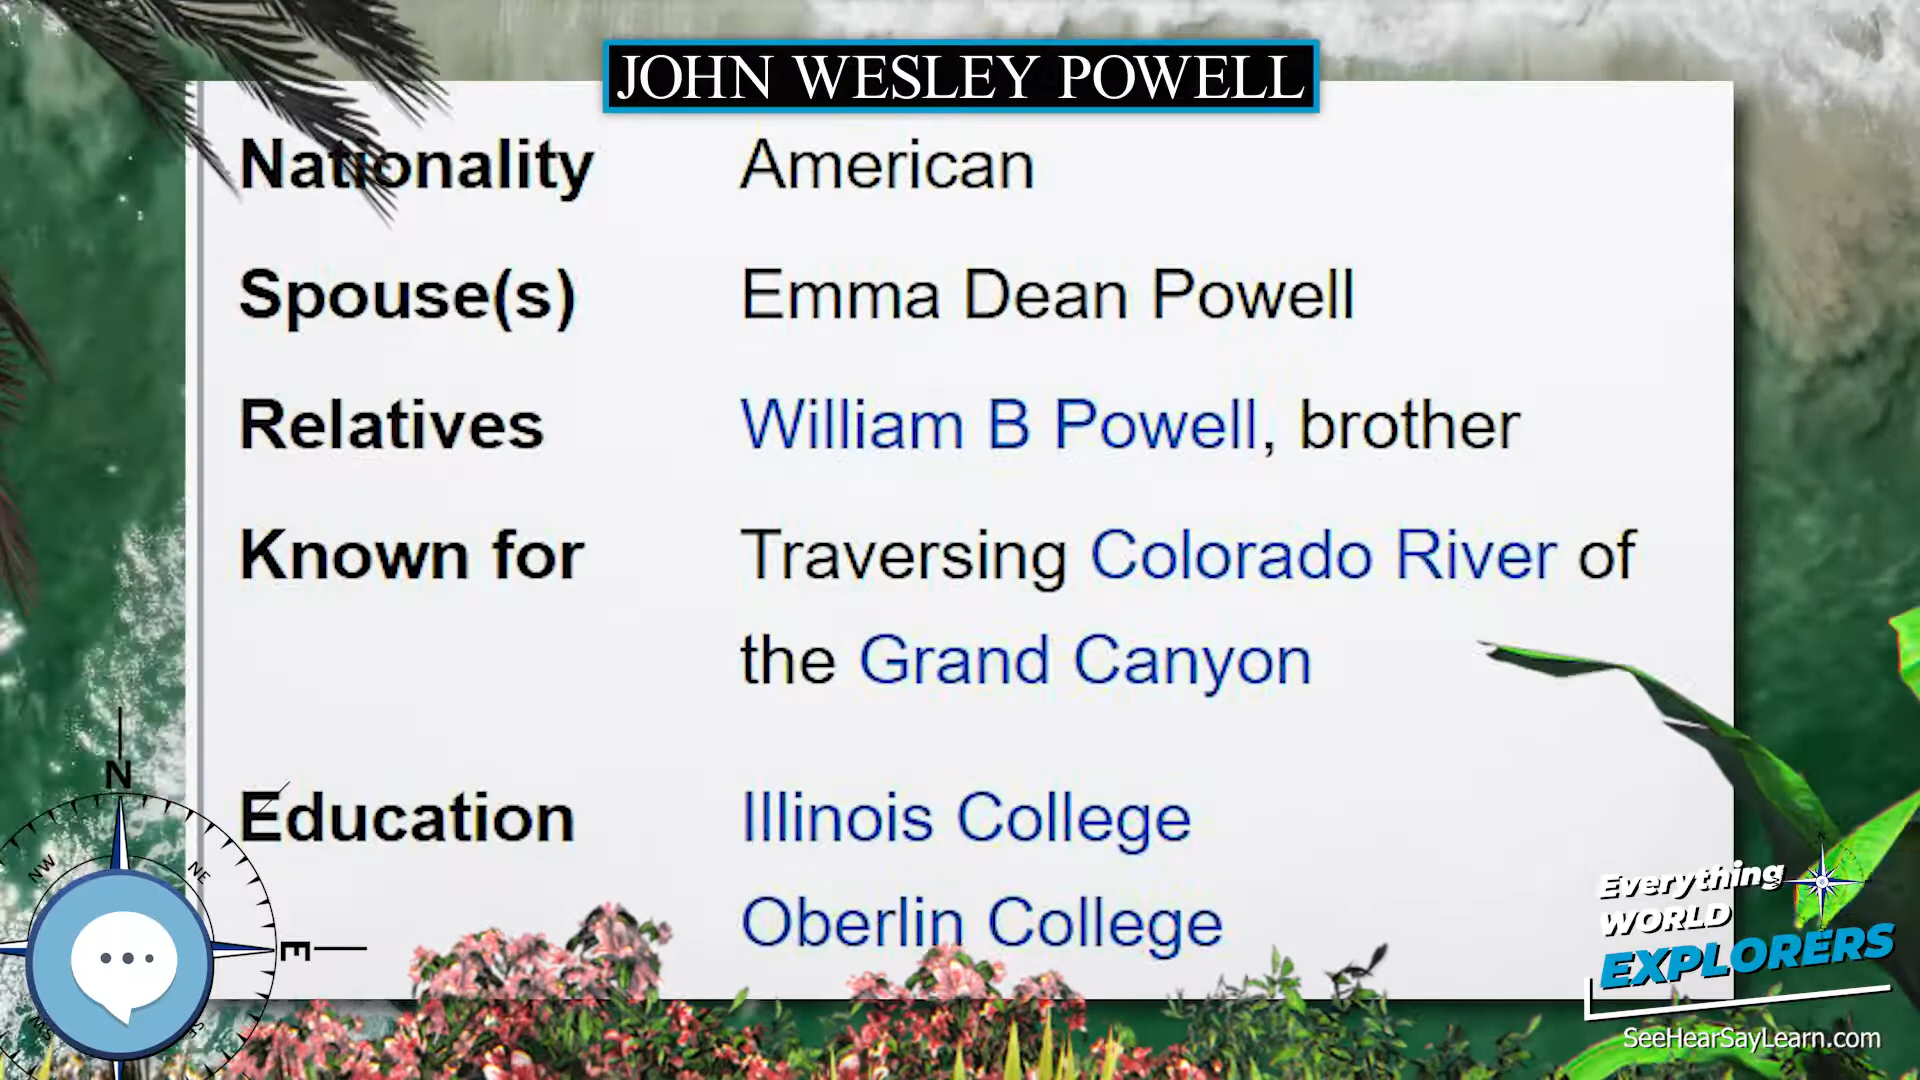 JOHN WESLEY POWELL
Nationality American
Spouse(s) Emma Dean Powell
Relatives William B Powell, brother
Known for Traversing Colorado River of
the Grand Canyon
Education Illinois College
Oberlin College
N
NW
NE
E
Everything
WORLD
EXPLORERS
SeeHearSayLearn.com